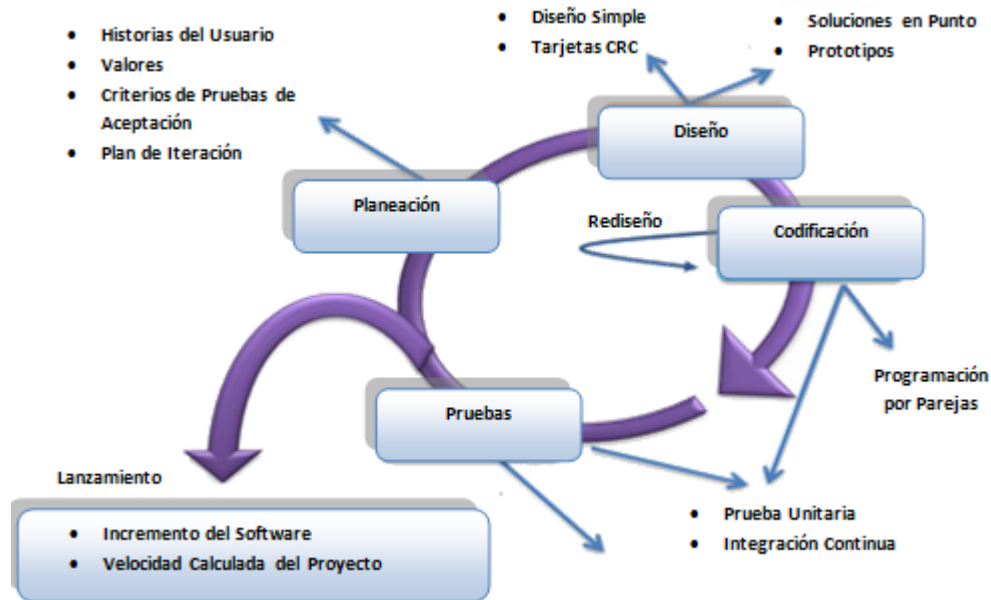 • Historias del Usuario
• Valores
• Criterios de Pruebas de
Aceptación
• Plan de Iteración
• Diseño Simple
• Tarjetas CRC
• Soluciones en Punto
• Prototipos
Diseño
Planeación
Rediseño
Codificación
Programación
por Parejas
Pruebas
Lanzamiento
• Incremento del Software
• Velocidad Calculada del Proyecto
• Prueba Unitaria
• Integración Continua